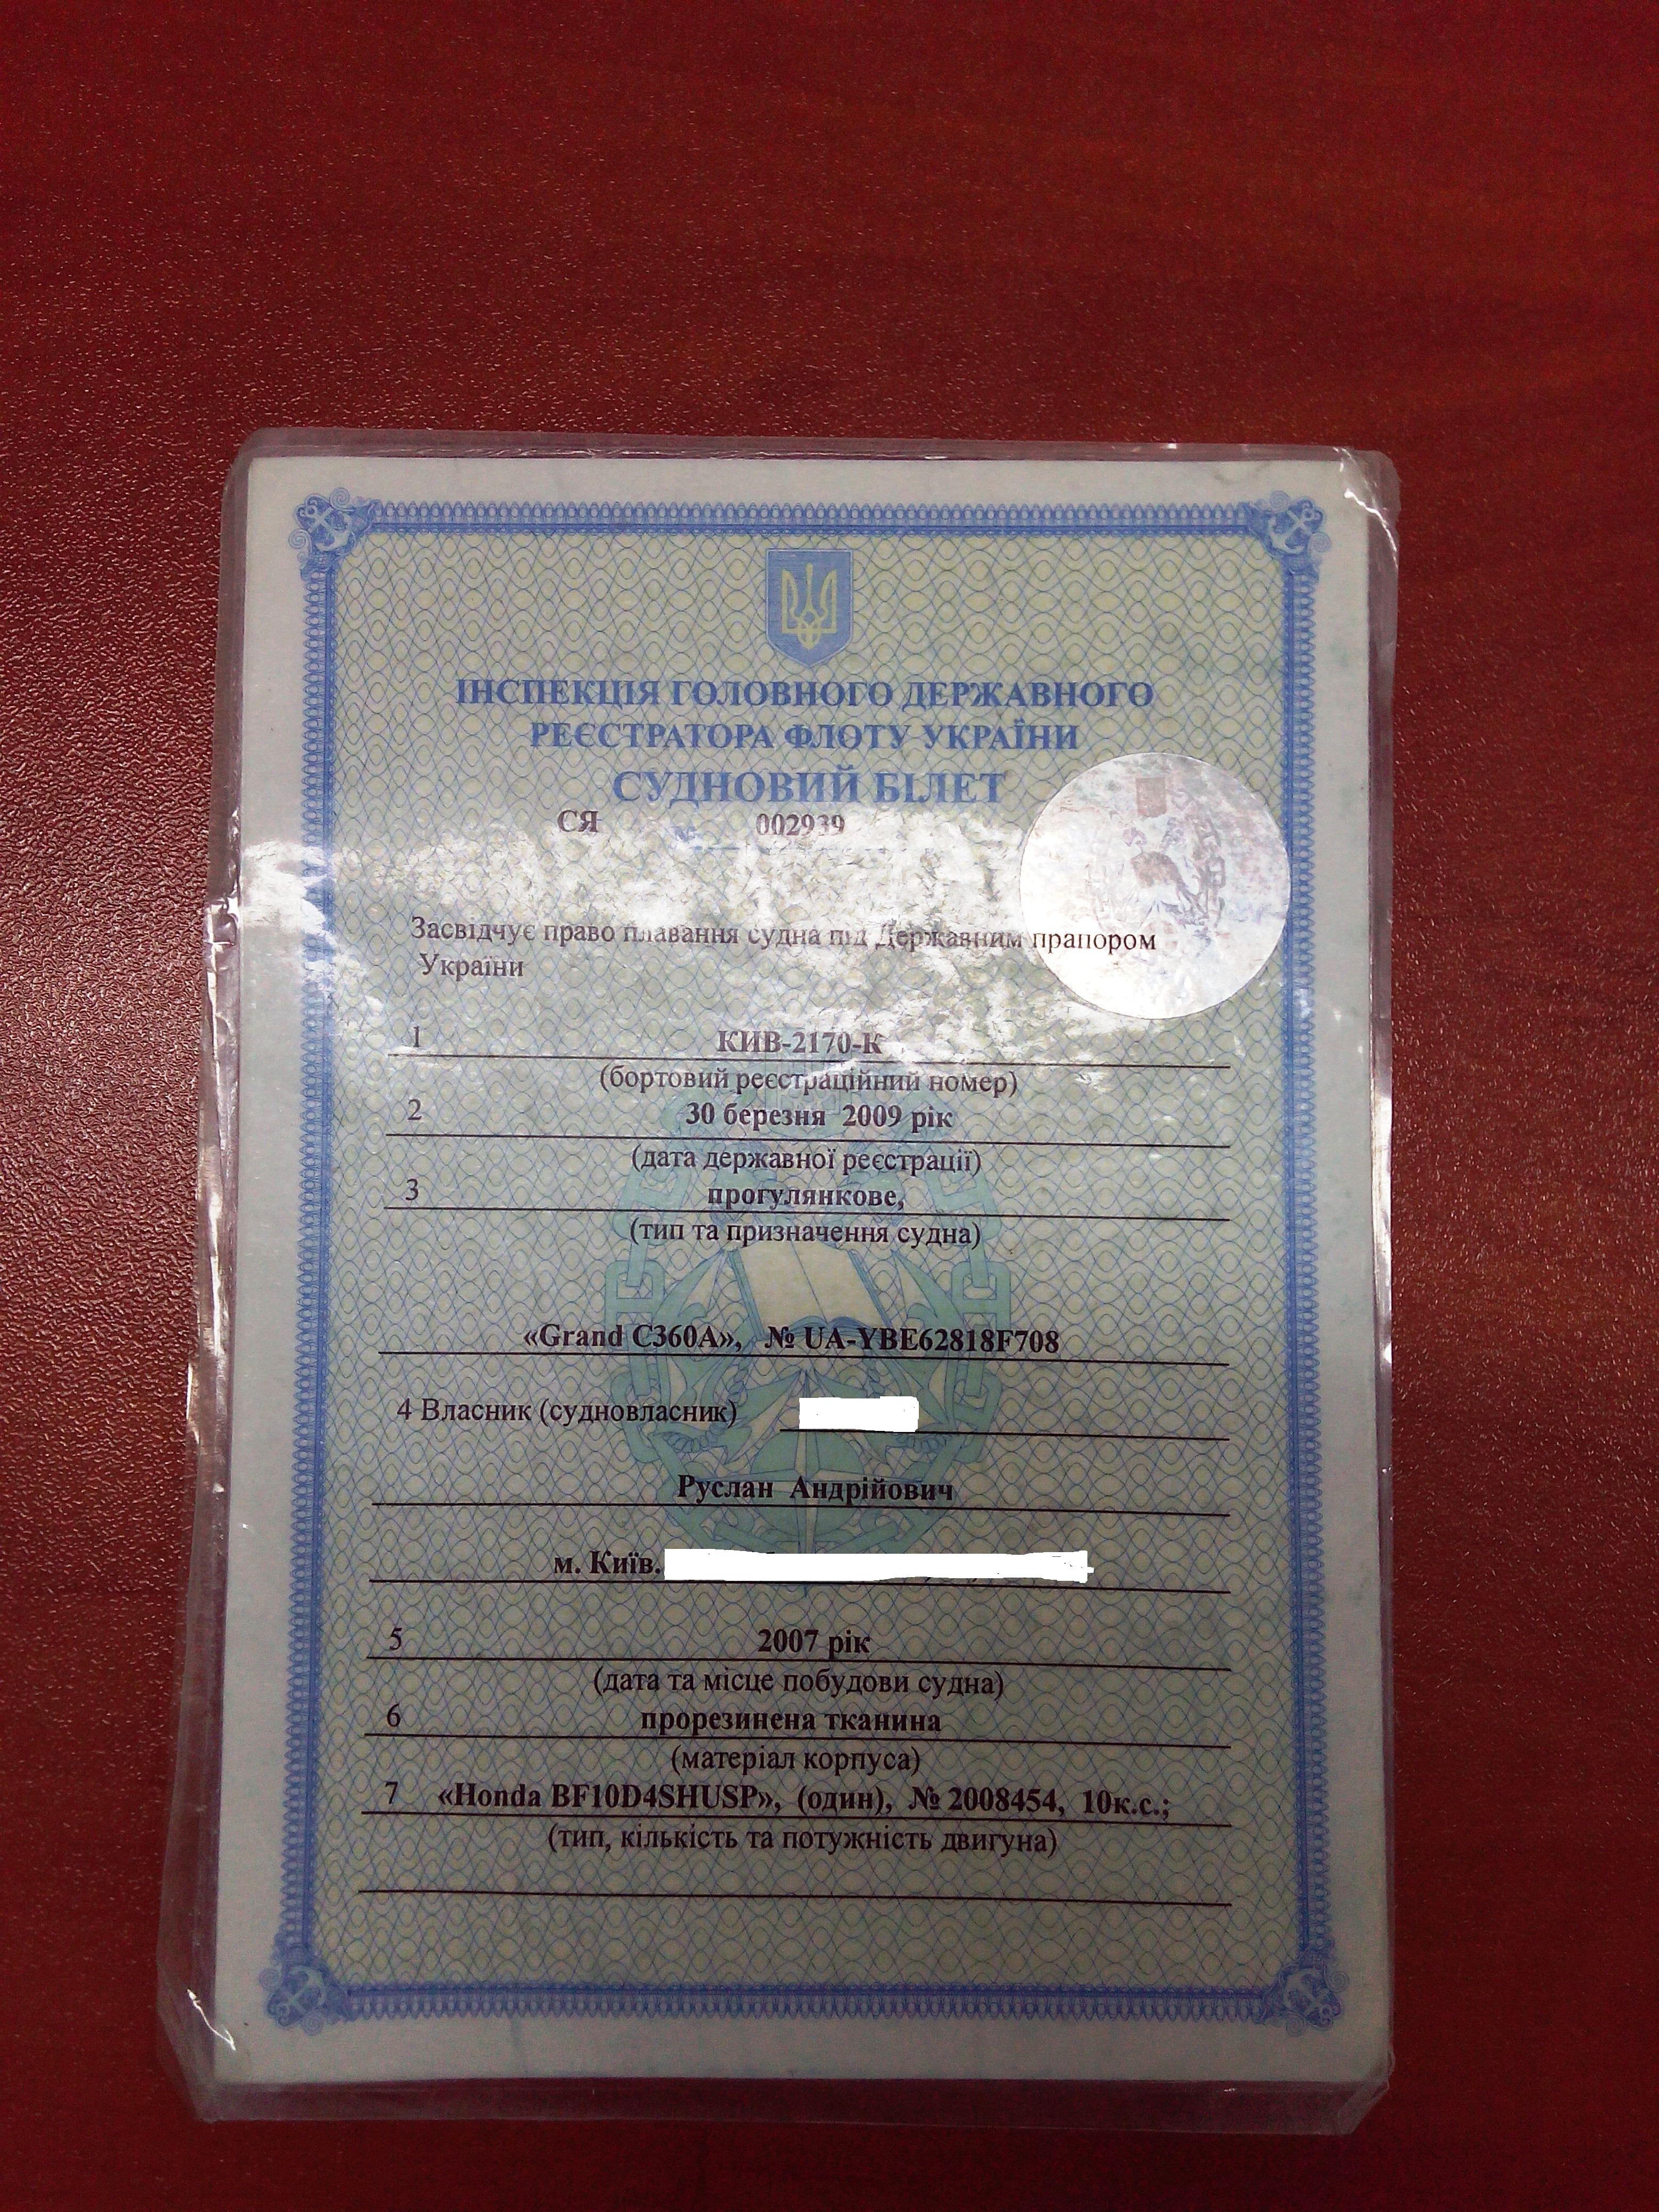 ІНСПЕКЦІЯ ГОЛОВНОГО ДЕРЖАВНОГО
РЕЄСТРАТОРА ФЛОТУ УКРАЇНИ
СУДНОВИЙ БІЛЕТ
СЯ 002939
Засвідчує право плавання судна під Державним прапором
України
1 КИВ-2170-К
(бортовий реєстраційний номер)
2 30 березня 2009 рік
(дата державної реєстрації)
3 прогулянкове,
(тип та призначення судна)
«Grand C360A», № UA-YBE62818F708
4 Власник (судновласник)
Руслан Андрійович
м. Київ.
5 2007 рік
(дата та місце побудови судна)
6 прорезинена тканина
(матеріал корпуса)
7 «Honda BF10D4SHUSP», (один), № 2008454, 10к.с.;
(тип, кількість та потужність двигуна)